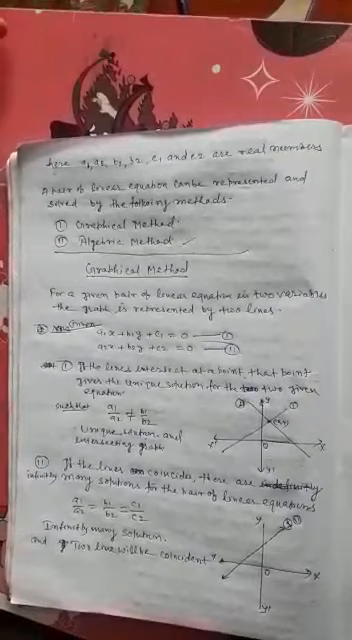 here a1, a2, b1, b2, c1 and c2 are real numbers
A pair of linear equation can be represented and
solved by the following methods-
I Graphical Method.
II Algebric Method
Graphical Method
For a given pair of linear equation in two variables
the graph is represented by two lines.
Given
a1x + b1y + c1 = 0 — I
a2x + b2y + c2 = 0 — II
I If the lines intersect at a point, that point
gives the unique solution for the two given
equation
such that a1/a2 ≠ b1/b2
Unique solution and
intersecting graph
Y
X' O X
Y'
II If the lines coincides, there are
infinitly many solutions for the pair of linear equations
a1/a2 = b1/b2 = c1/c2
Infinitly many solution.
and Two line will be coincident
Y
O X
Y'